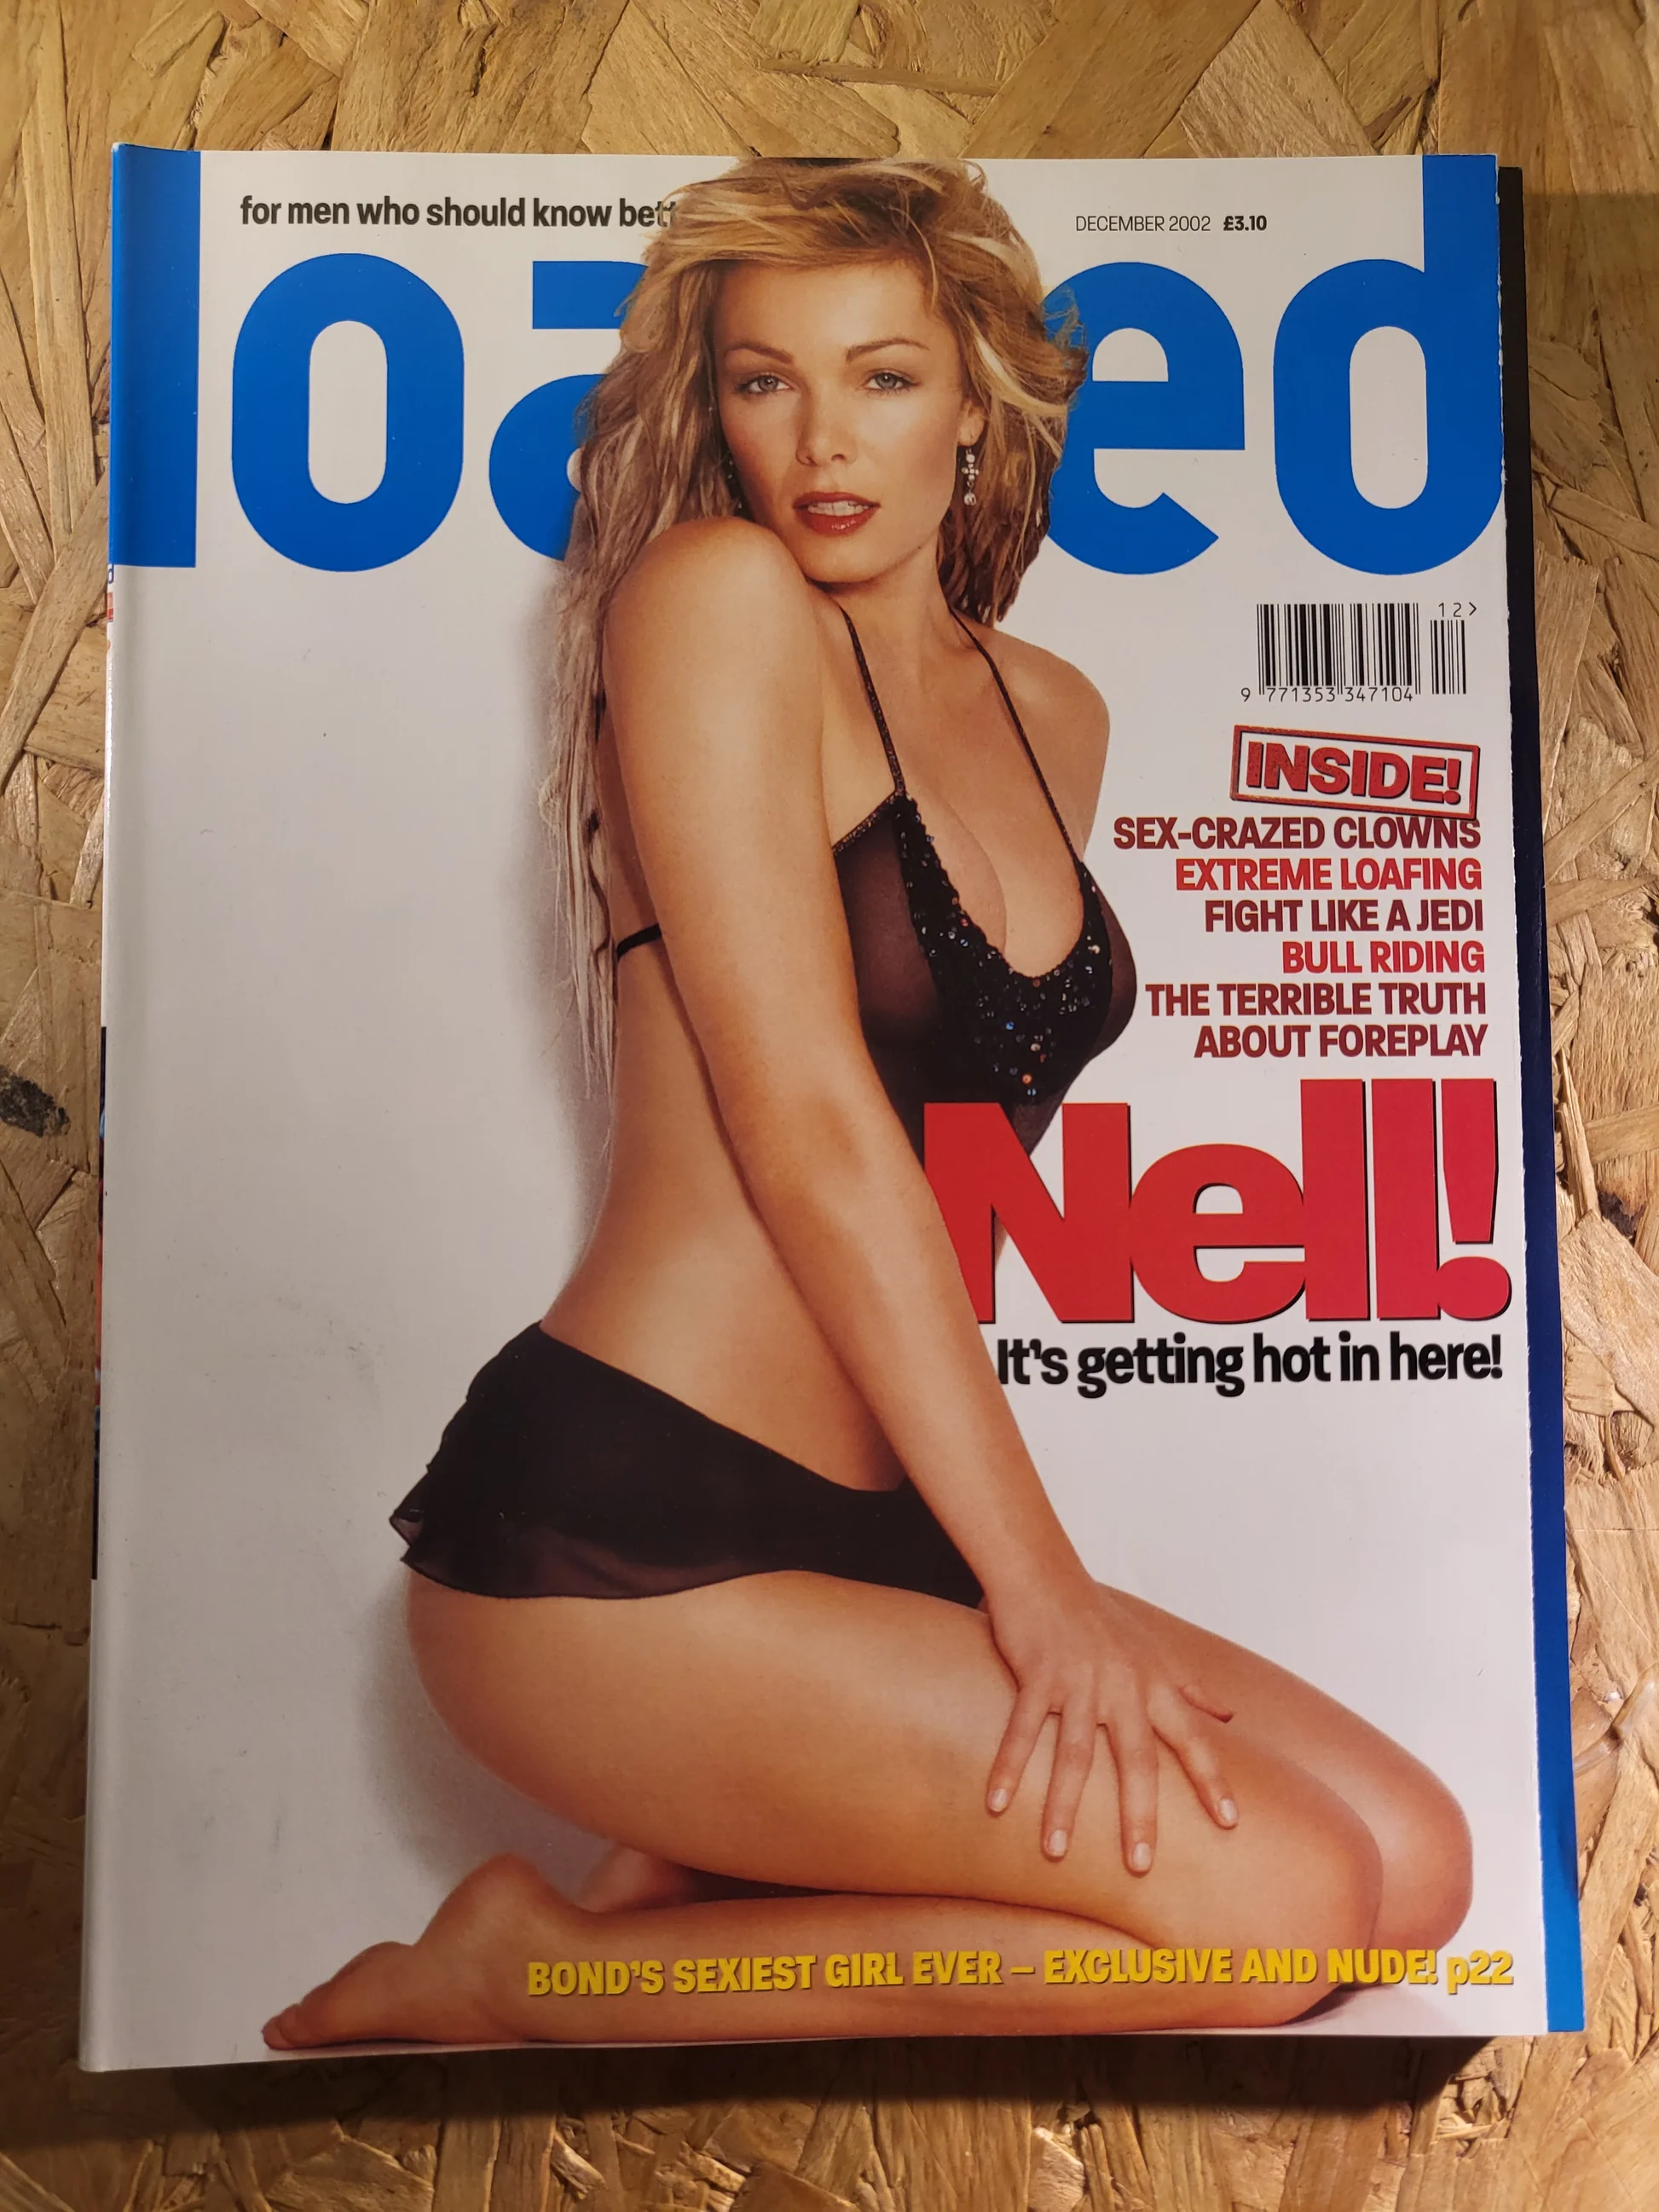 for men who should know bett
DECEMBER 2002 £3.10
loaded
12>
9 771353 347104
INSIDE!
SEX-CRAZED CLOWNS
EXTREME LOAFING
FIGHT LIKE A JEDI
BULL RIDING
THE TERRIBLE TRUTH
ABOUT FOREPLAY
Nell!
It's getting hot in here!
BOND'S SEXIEST GIRL EVER – EXCLUSIVE AND NUDE! p22